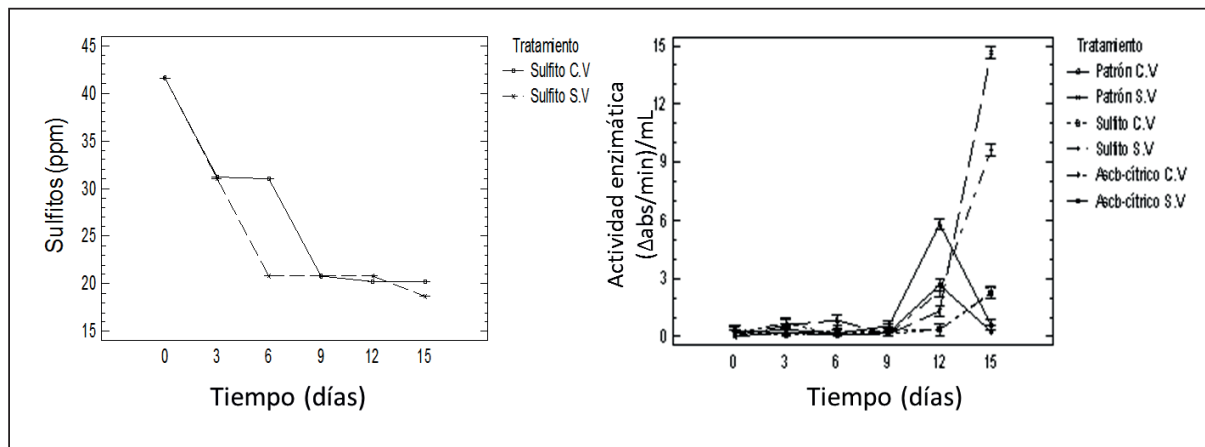 45
40
35
30
25
20
15
Sulfitos (ppm)
0 3 6 9 12 15
Tiempo (días)
Tratamiento
Sulfito C.V
Sulfito S.V
15
12
9
6
3
0
Actividad enzimática
(Δabs/min)/mL
0 3 6 9 12 15
Tiempo (días)
Tratamiento
Patrón C.V
Patrón S.V
Sulfito C.V
Sulfito S.V
Ascb-cítrico C.V
Ascb-cítrico S.V